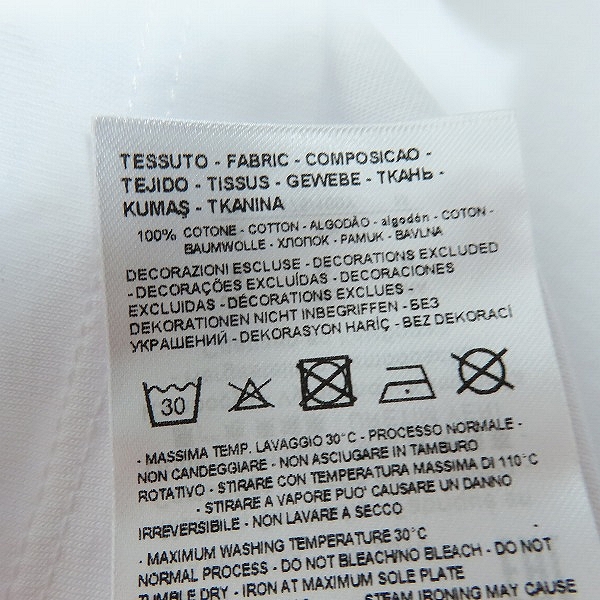 TESSUTO - FABRIC - COMPOSICAO -
TEJIDO - TISSUS - GEWEBE - ТКАНЬ -
KUMAŞ - TKANINA
100% COTONE - COTTON - ALGODÃO - algodón - COTON -
BAUMWOLLE - ХЛОПОК - PAMUK - BAVLNA
DECORAZIONI ESCLUSE - DECORATIONS EXCLUDED
- DECORAÇÕES EXCLUÍDAS - DECORACIONES
EXCLUIDAS - DÉCORATIONS EXCLUES -
DEKORATIONEN NICHT INBEGRIFFEN - БЕЗ
УКРАШЕНИЙ - DEKORASYON HARİÇ - BEZ DEKORACÍ
30
- MASSIMA TEMP. LAVAGGIO 30°C - PROCESSO NORMALE -
NON CANDEGGIARE - NON ASCIUGARE IN TAMBURO
ROTATIVO - STIRARE CON TEMPERATURA MASSIMA DI 110°C
- STIRARE A VAPORE PUO' CAUSARE UN DANNO
IRREVERSIBILE - NON LAVARE A SECCO
- MAXIMUM WASHING TEMPERATURE 30°C
NORMAL PROCESS - DO NOT BLEACH/NO BLEACH - DO NOT
TUMBLE DRY - IRON AT MAXIMUM SOLE PLATE
STEAM IRONING MAY CAUSE